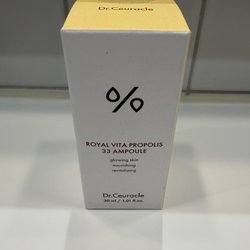 Dr.Ceuracle
ROYAL VITA PROPOLIS
33 AMPOULE
glowing skin
nourishing
revitalizing
Dr.Ceuracle
30 ml / 1.01 fl.oz.